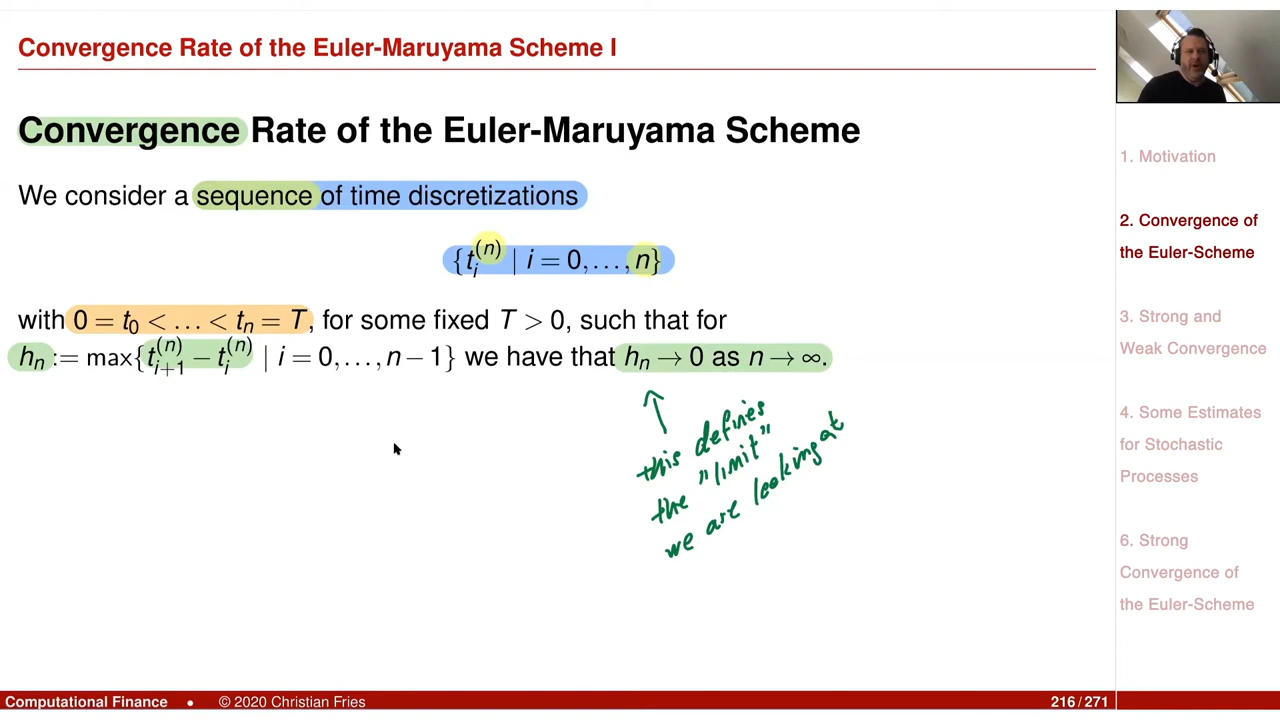 Convergence Rate of the Euler-Maruyama Scheme I
Convergence Rate of the Euler-Maruyama Scheme
We consider a sequence of time discretizations
{t_i^(n) | i = 0, . . . , n}
with 0 = t_0 < . . . < t_n = T, for some fixed T > 0, such that for
h_n := max{t_{i+1}^(n) − t_i^(n) | i = 0, . . . , n − 1} we have that h_n → 0 as n → ∞.
this defines
the "limit"
we are looking at
1. Motivation
2. Convergence of
the Euler-Scheme
3. Strong and
Weak Convergence
4. Some Estimates
for Stochastic
Processes
6. Strong
Convergence of
the Euler-Scheme
Computational Finance • © 2020 Christian Fries 216 / 271